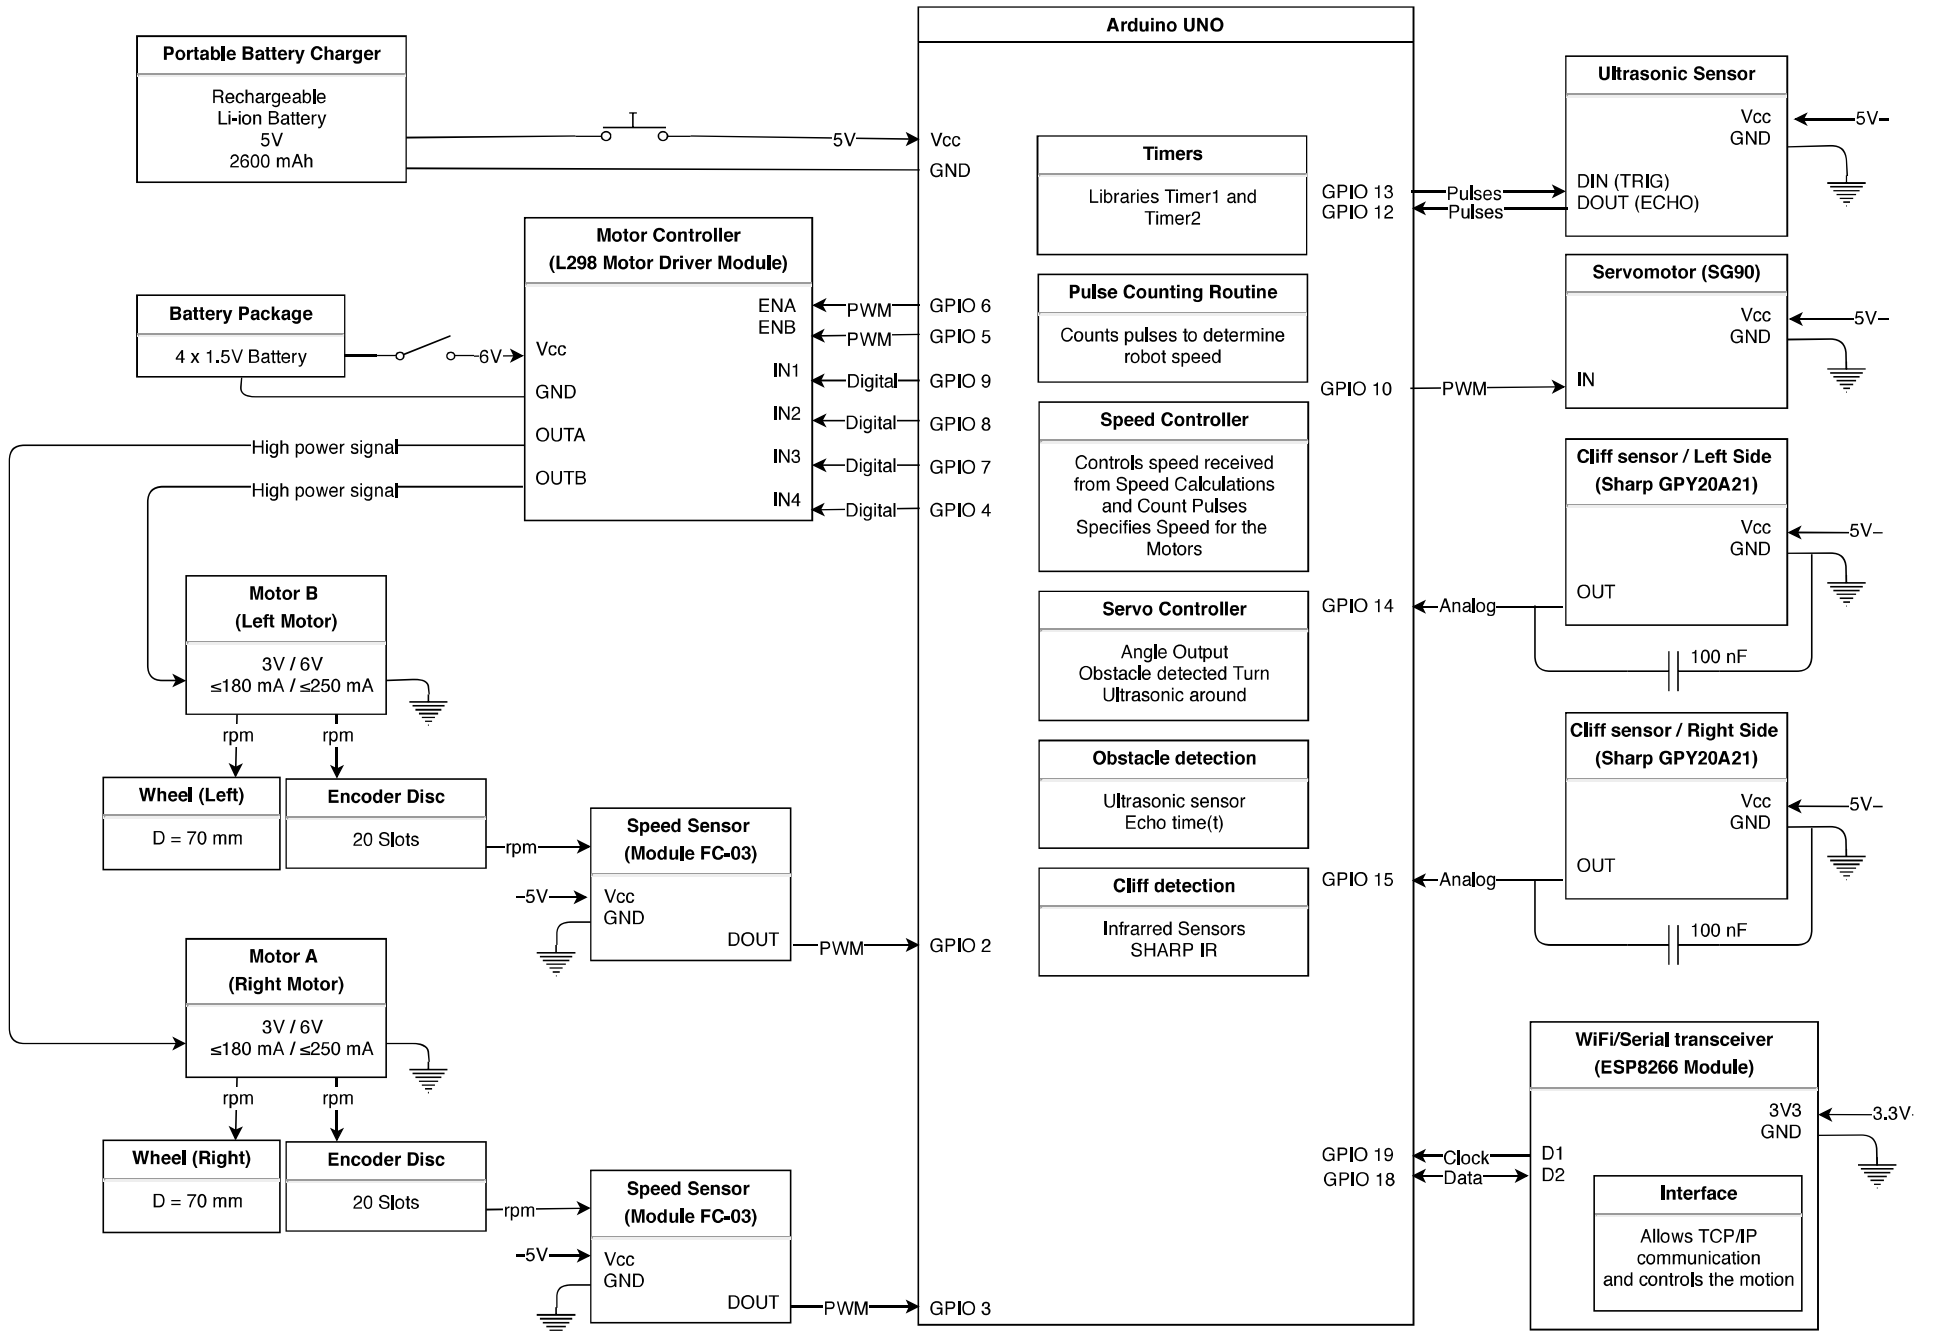 Arduino UNO
Portable Battery Charger
Rechargeable
Li-ion Battery
5V
2600 mAh
5V
Vcc
GND
Motor Controller
(L298 Motor Driver Module)
ENA
ENB
IN1
IN2
IN3
IN4
Vcc
GND
OUTA
OUTB
PWM
PWM
Digital
Digital
Digital
Digital
GPIO 6
GPIO 5
GPIO 9
GPIO 8
GPIO 7
GPIO 4
Battery Package
4 x 1.5V Battery
6V
High power signal
High power signal
Motor B
(Left Motor)
3V / 6V
≤180 mA / ≤250 mA
rpm
rpm
Wheel (Left)
D = 70 mm
Encoder Disc
20 Slots
rpm
Speed Sensor
(Module FC-03)
5V
Vcc
GND
DOUT
PWM
GPIO 2
Motor A
(Right Motor)
3V / 6V
≤180 mA / ≤250 mA
rpm
rpm
Wheel (Right)
D = 70 mm
Encoder Disc
20 Slots
rpm
Speed Sensor
(Module FC-03)
5V
Vcc
GND
DOUT
PWM
GPIO 3
Timers
Libraries Timer1 and
Timer2
Pulse Counting Routine
Counts pulses to determine
robot speed
Speed Controller
Controls speed received
from Speed Calculations
and Count Pulses
Specifies Speed for the
Motors
Servo Controller
Angle Output
Obstacle detected Turn
Ultrasonic around
Obstacle detection
Ultrasonic sensor
Echo time(t)
Cliff detection
Infrarred Sensors
SHARP IR
GPIO 13
GPIO 12
Pulses
Pulses
GPIO 10
PWM
GPIO 14
Analog
GPIO 15
Analog
GPIO 19
GPIO 18
Clock
Data
Ultrasonic Sensor
Vcc
GND
5V
DIN (TRIG)
DOUT (ECHO)
Servomotor (SG90)
Vcc
GND
5V
IN
Cliff sensor / Left Side
(Sharp GPY20A21)
Vcc
GND
5V
OUT
100 nF
Cliff sensor / Right Side
(Sharp GPY20A21)
Vcc
GND
5V
OUT
100 nF
WiFi/Serial transceiver
(ESP8266 Module)
3V3
GND
3.3V
D1
D2
Interface
Allows TCP/IP
communication
and controls the motion